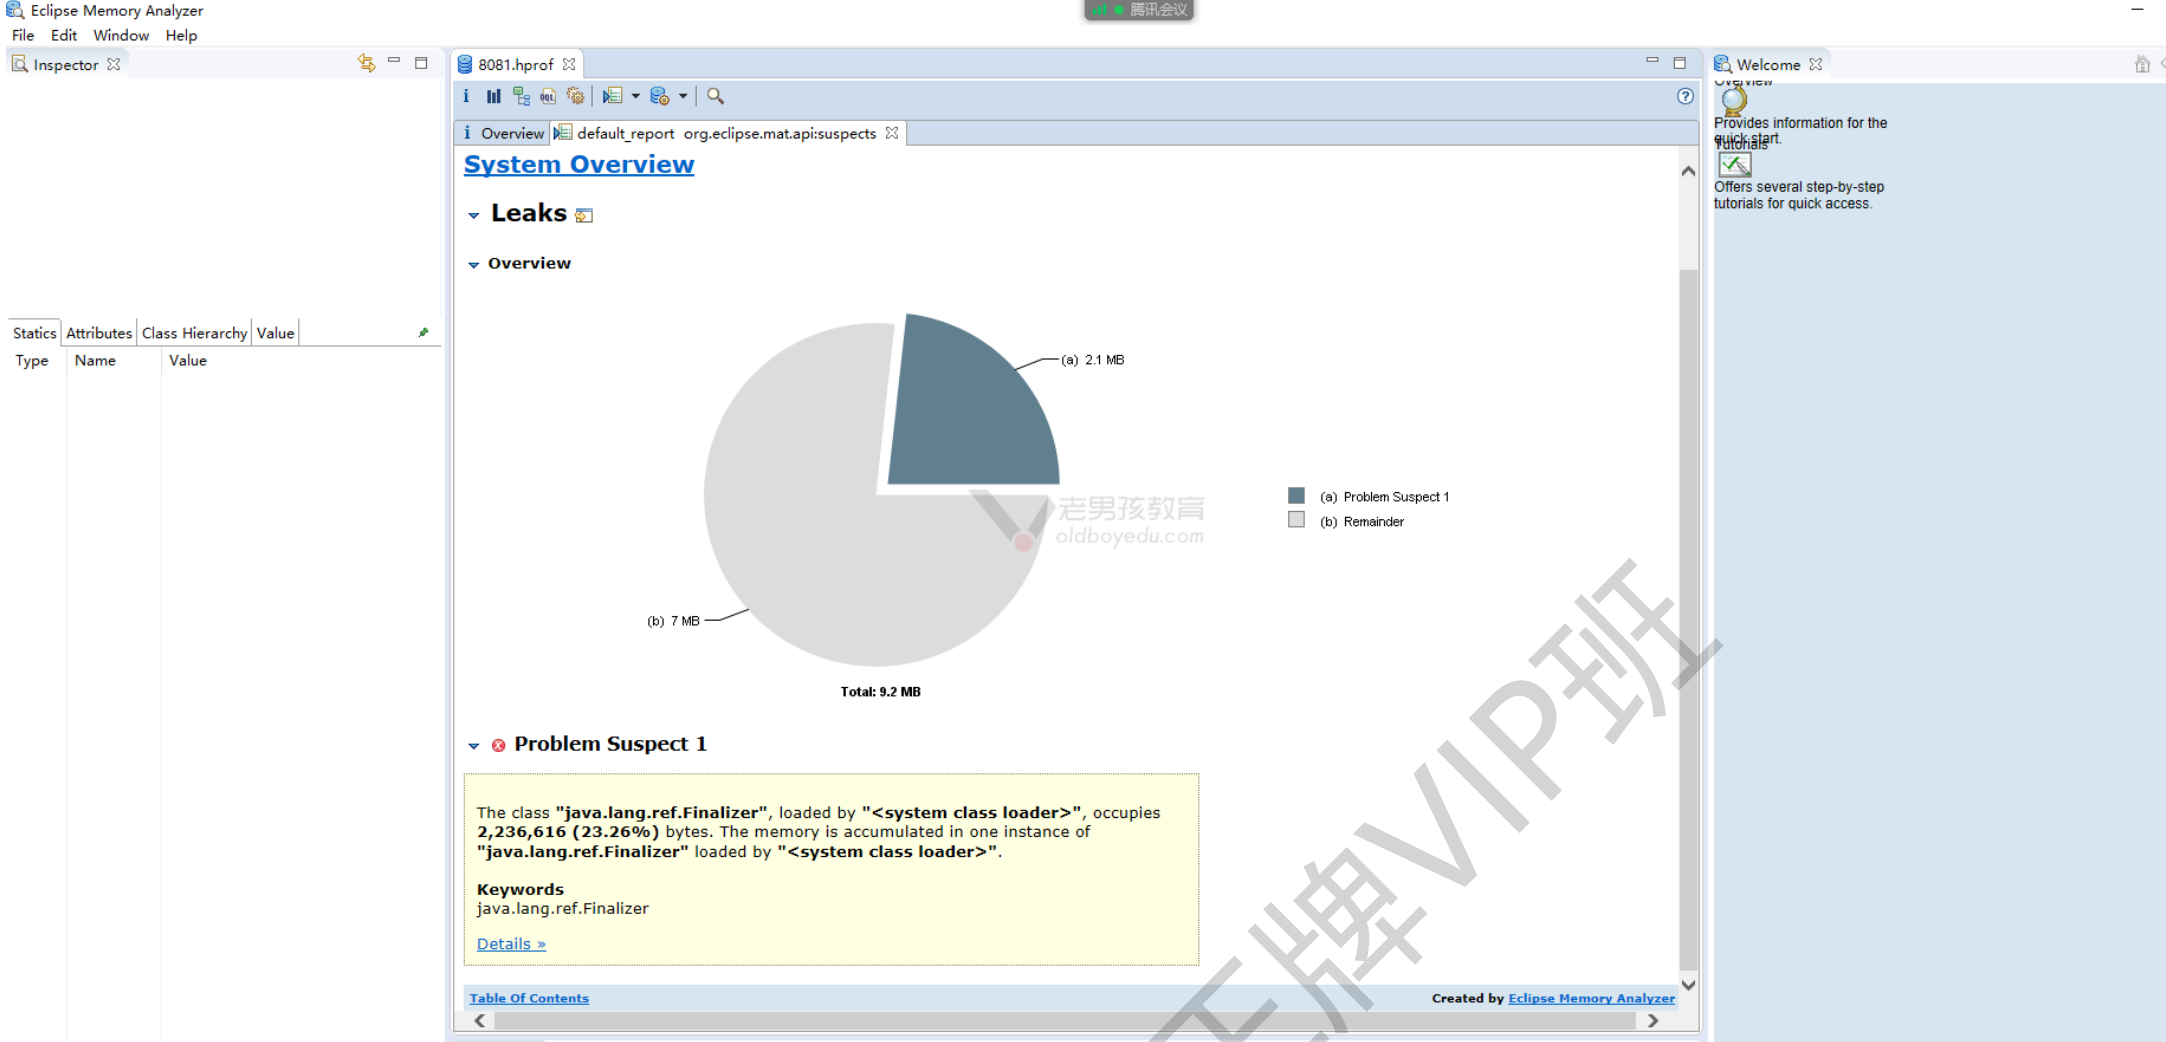 Eclipse Memory Analyzer
腾讯会议
File Edit Window Help
Inspector
8081.hprof
Welcome
Overview
Provides information for the
quick start.
Tutorials
Offers several step-by-step
tutorials for quick access.
i Overview default_report org.eclipse.mat.api:suspects
System Overview
Leaks
Overview
Statics Attributes Class Hierarchy Value
Type Name Value
(a) 2.1 MB
(b) 7 MB
Total: 9.2 MB
(a) Problem Suspect 1
(b) Remainder
老男孩教育
oldboyedu.com
Problem Suspect 1
The class "java.lang.ref.Finalizer", loaded by "<system class loader>", occupies
2,236,616 (23.26%) bytes. The memory is accumulated in one instance of
"java.lang.ref.Finalizer" loaded by "<system class loader>".
Keywords
java.lang.ref.Finalizer
Details »
Table Of Contents
Created by Eclipse Memory Analyzer
王牌VIP班